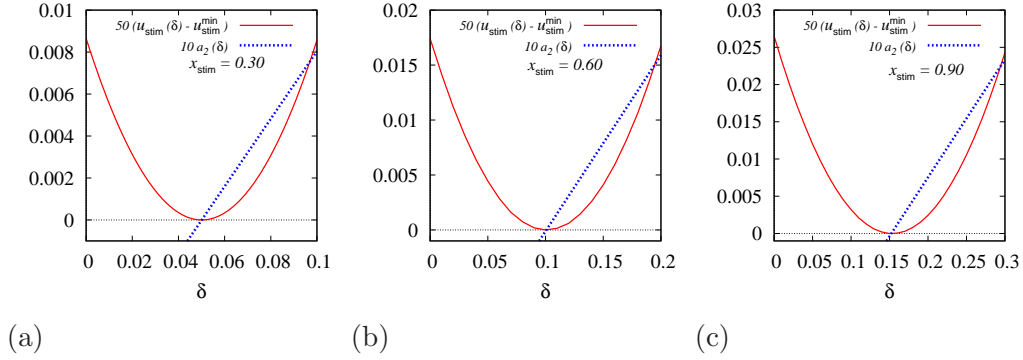 0.01
0.008
0.006
0.004
0.002
0
0 0.02 0.04 0.06 0.08 0.1
δ
50 (u_stim (δ) - u_stim^min)
10 a_2 (δ)
x_stim = 0.30
(a)
0.02
0.015
0.01
0.005
0
0 0.05 0.1 0.15 0.2
δ
50 (u_stim (δ) - u_stim^min)
10 a_2 (δ)
x_stim = 0.60
(b)
0.03
0.025
0.02
0.015
0.01
0.005
0
0 0.05 0.1 0.15 0.20 0.25 0.3
δ
50 (u_stim (δ) - u_stim^min)
10 a_2 (δ)
x_stim = 0.90
(c)